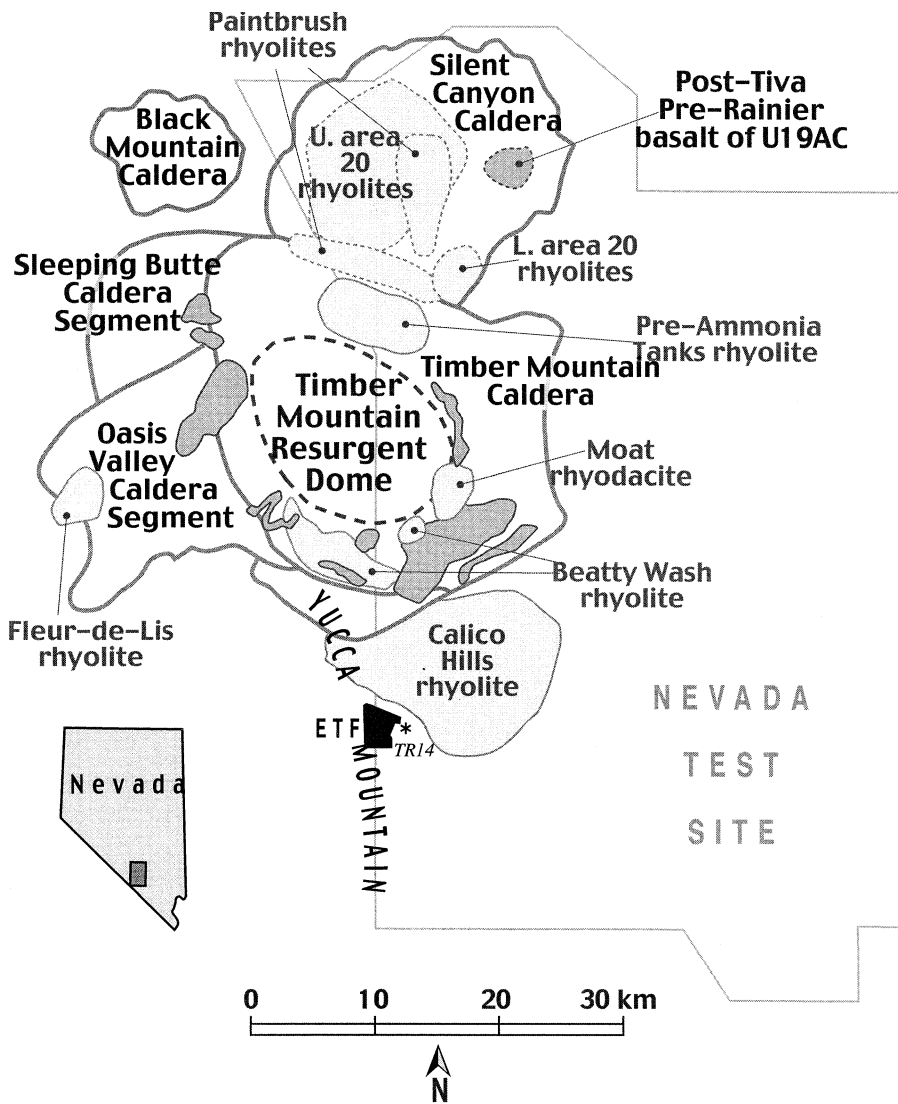 Paintbrush
rhyolites
Silent
Canyon
Caldera
Post-Tiva
Pre-Rainier
basalt of U19AC
Black
Mountain
Caldera
U. area
20
rhyolites
L. area 20
rhyolites
Sleeping Butte
Caldera
Segment
Pre-Ammonia
Tanks rhyolite
Timber Mountain
Caldera
Timber
Mountain
Resurgent
Dome
Oasis
Valley
Caldera
Segment
Moat
rhyodacite
Beatty Wash
rhyolite
Fleur-de-Lis
rhyolite
Calico
Hills
rhyolite
YUCCA
MOUNTAIN
ETF
*
TR14
NEVADA
TEST
SITE
Nevada
0 10 20 30 km
N